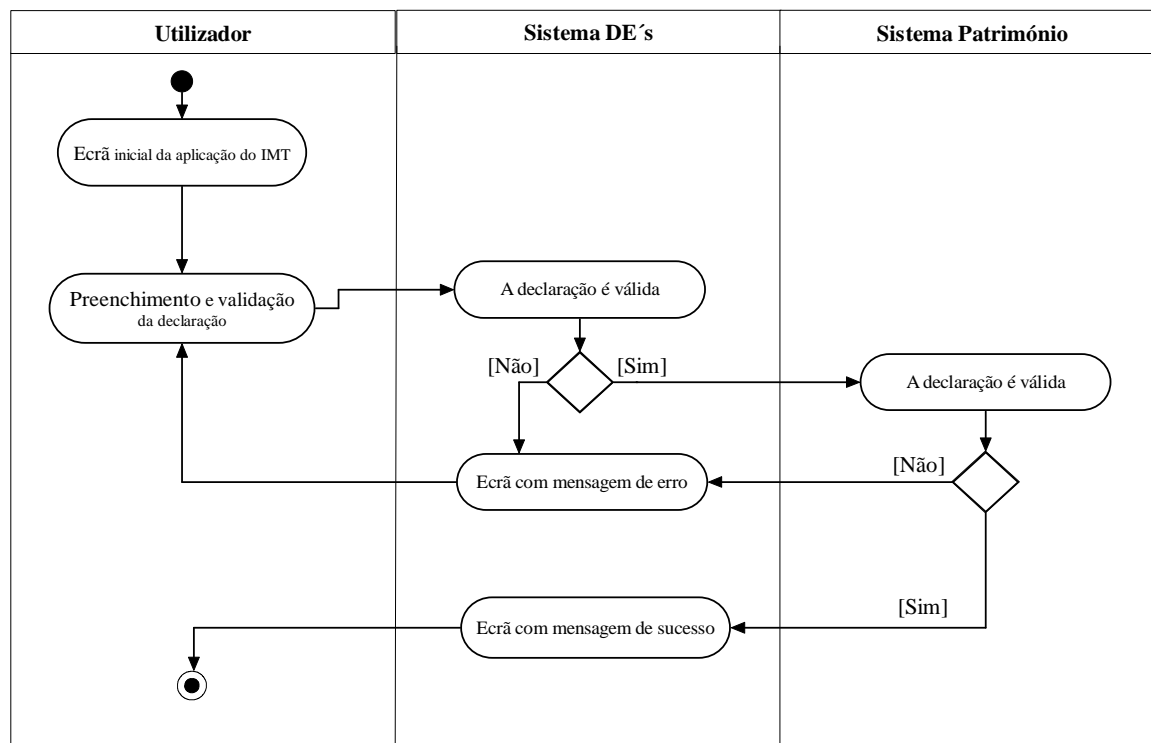 Utilizador
Sistema DE´s
Sistema Património
Ecrã inicial da aplicação do IMT
Preenchimento e validação
da declaração
A declaração é válida
[Não]
[Sim]
A declaração é válida
Ecrã com mensagem de erro
[Não]
[Sim]
Ecrã com mensagem de sucesso